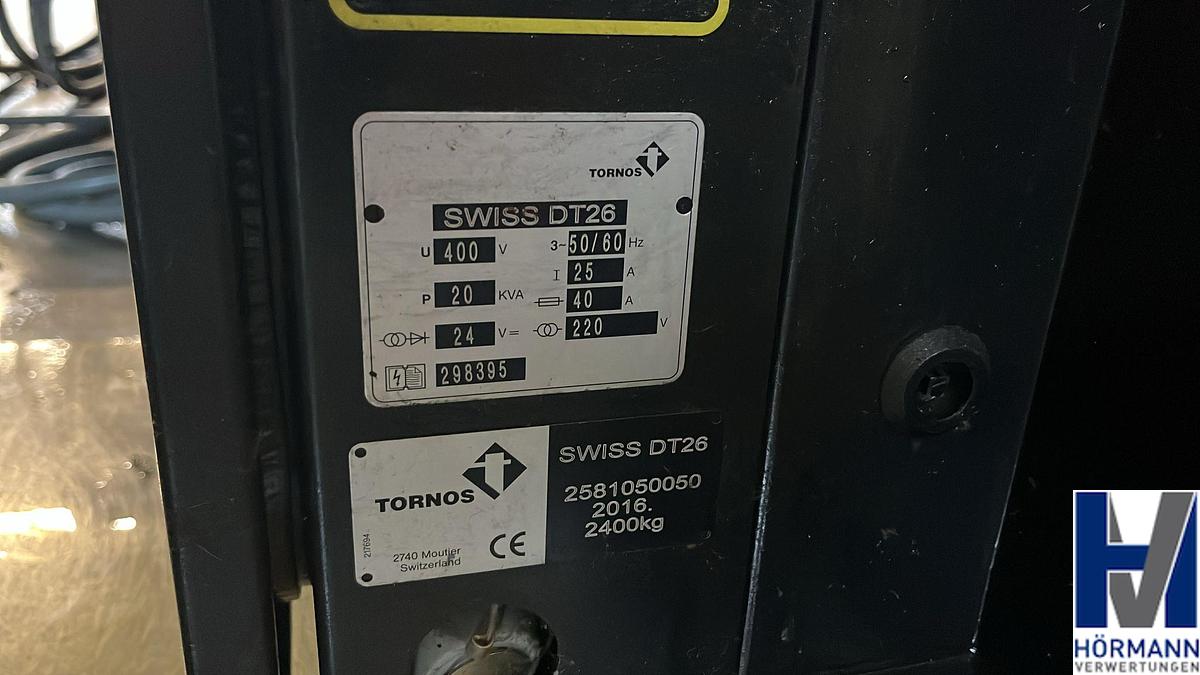 TORNOS
SWISS DT26
U 400 V 3~ 50/60 Hz
I 25 A
P 20 KVA 40 A
24 V= 220 V
298395
TORNOS
217694
2740 Moutier
Switzerland
CE
SWISS DT26
2581050050
2016.
2400kg
HÖRMANN
VERWERTUNGEN